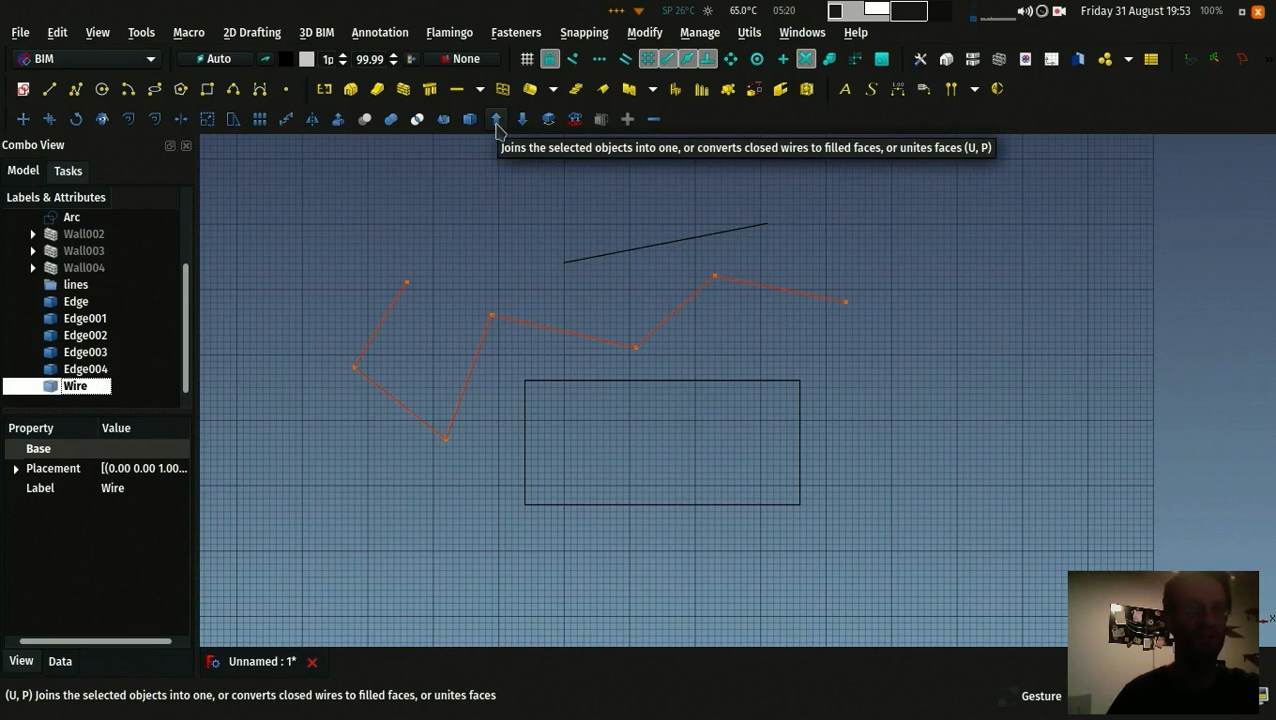 SP 26°C 65.0°C 05:20 Friday 31 August 19:53 100%
File Edit View Tools Macro 2D Drafting 3D BIM Annotation Flamingo Fasteners Snapping Modify Manage Utils Windows Help
BIM Auto 1p 99.99 None
Joins the selected objects into one, or converts closed wires to filled faces, or unites faces (U, P)
Combo View
Model Tasks
Labels & Attributes
Arc
Wall002
Wall003
Wall004
lines
Edge
Edge001
Edge002
Edge003
Edge004
Wire
Property Value
Base
Placement [(0.00 0.00 1.00...
Label Wire
View Data
Unnamed : 1*
(U, P) Joins the selected objects into one, or converts closed wires to filled faces, or unites faces
Gesture
X